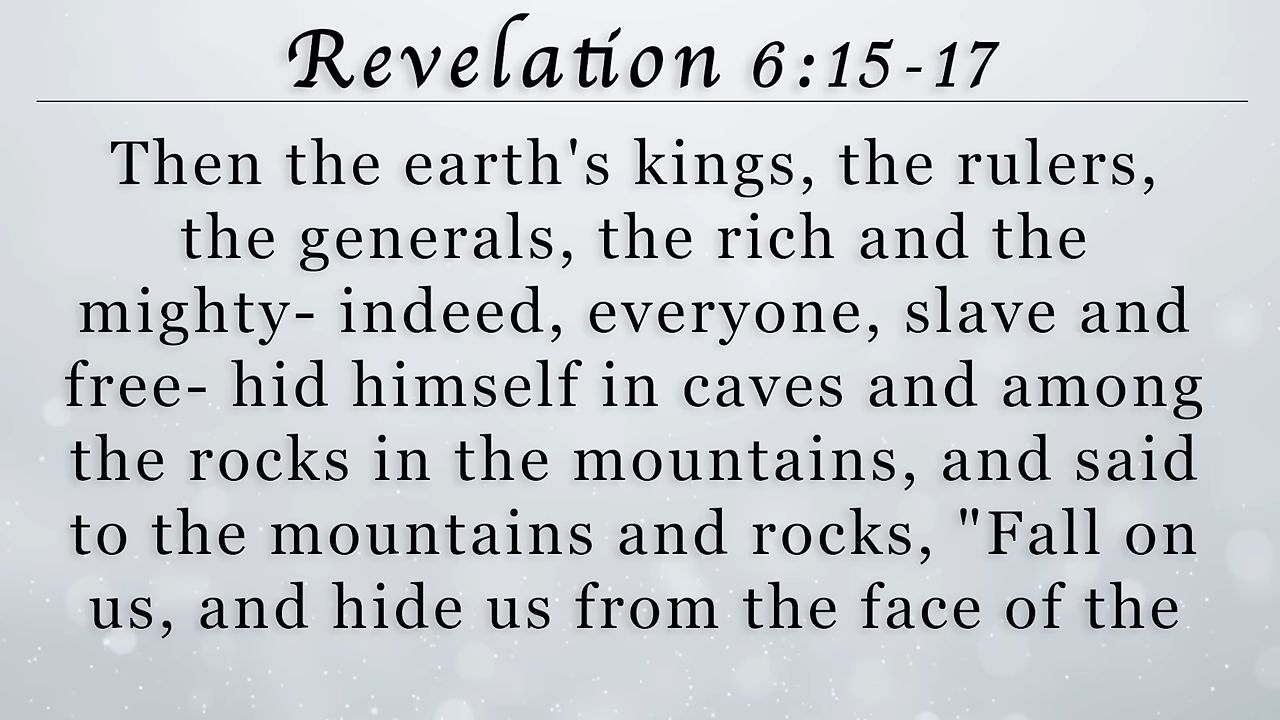 Revelation 6:15-17
Then the earth's kings, the rulers,
the generals, the rich and the
mighty- indeed, everyone, slave and
free- hid himself in caves and among
the rocks in the mountains, and said
to the mountains and rocks, "Fall on
us, and hide us from the face of the